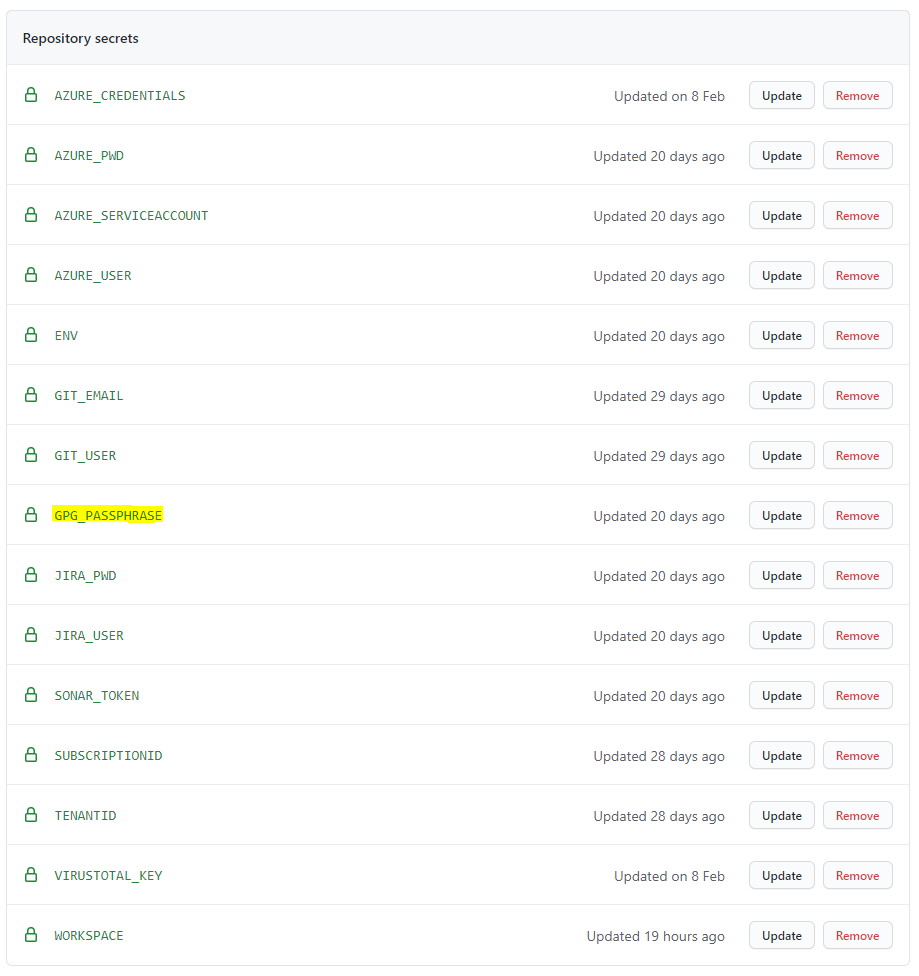 Repository secrets
AZURE_CREDENTIALS Updated on 8 Feb Update Remove
AZURE_PWD Updated 20 days ago Update Remove
AZURE_SERVICEACCOUNT Updated 20 days ago Update Remove
AZURE_USER Updated 20 days ago Update Remove
ENV Updated 20 days ago Update Remove
GIT_EMAIL Updated 29 days ago Update Remove
GIT_USER Updated 29 days ago Update Remove
GPG_PASSPHRASE Updated 20 days ago Update Remove
JIRA_PWD Updated 20 days ago Update Remove
JIRA_USER Updated 20 days ago Update Remove
SONAR_TOKEN Updated 20 days ago Update Remove
SUBSCRIPTIONID Updated 28 days ago Update Remove
TENANTID Updated 28 days ago Update Remove
VIRUSTOTAL_KEY Updated on 8 Feb Update Remove
WORKSPACE Updated 19 hours ago Update Remove